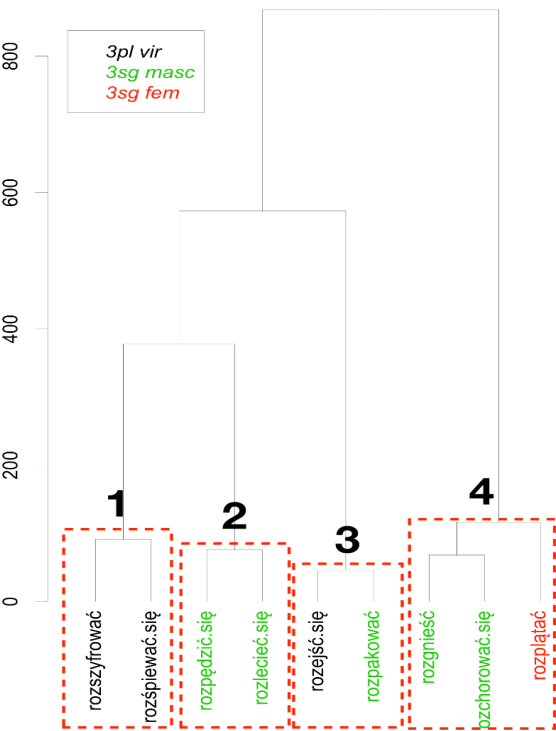 3pl vir
3sg masc
3sg fem
800
600
400
200
0
1
2
3
4
rozszyfrować
rozśpiewać.się
rozpędzić.się
rozlecieć.się
rozejść.się
rozpakować
rozgnieść
ozchorować.się
rozplątać